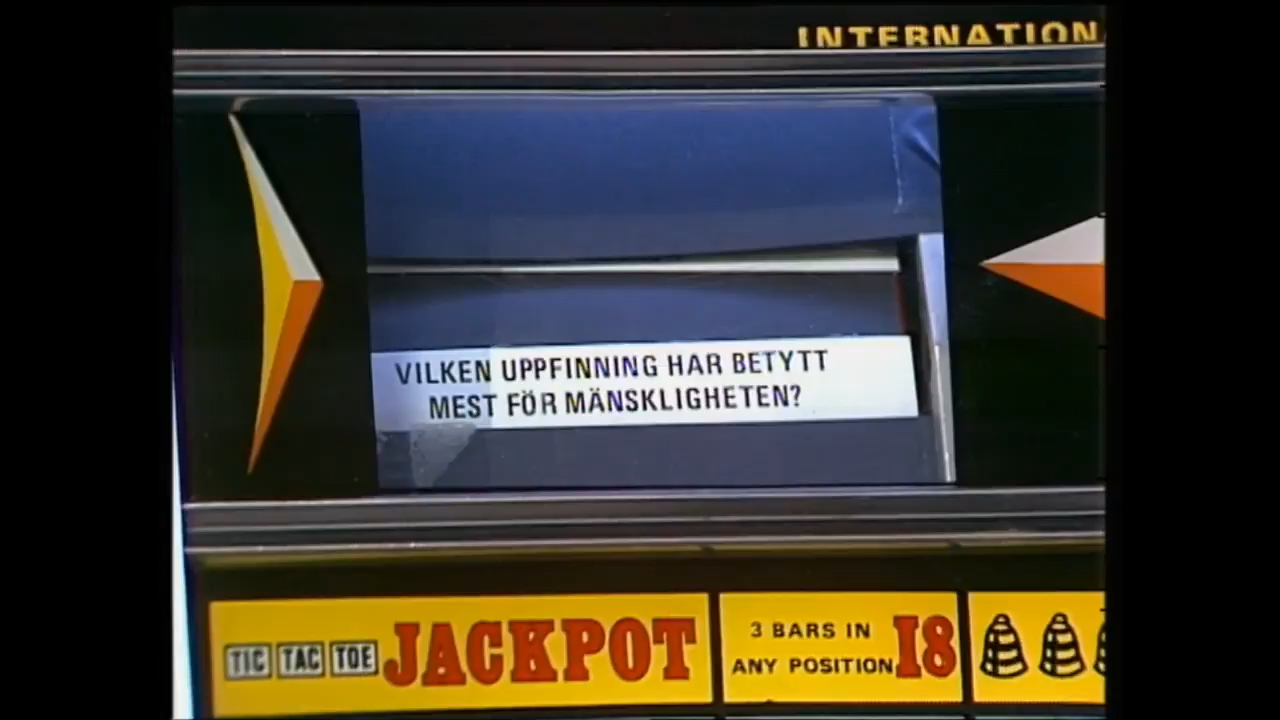 INTERNATION
VILKEN UPPFINNING HAR BETYTT
MEST FÖR MÄNSKLIGHETEN?
TIC TAC TOE JACKPOT
3 BARS IN
ANY POSITION 18